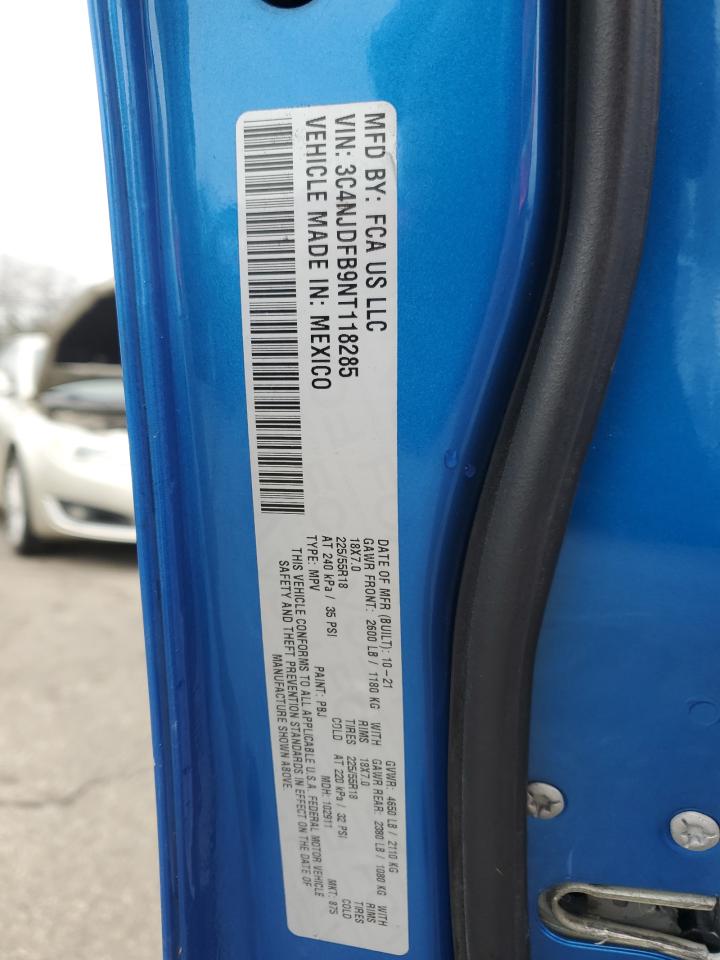 MFD BY: FCA US LLC
VIN: 3C4NJDFB9NT118285
VEHICLE MADE IN: MEXICO
DATE OF MFR (BUILT): 10-21 GVWR: 4650 LB / 2110 KG
GAWR FRONT: 2600 LB / 1180 KG WITH GAWR REAR: 2380 LB / 1080 KG WITH
18X7.0 RIMS 18X7.0 RIMS
225/55R18 TIRES 225/55R18 TIRES
AT 240 kPa / 35 PSI COLD AT 220 kPa / 32 PSI COLD
TYPE: MPV PAINT: PBJ MDH: 102911 MKT: 875
THIS VEHICLE CONFORMS TO ALL APPLICABLE U.S.A. FEDERAL MOTOR VEHICLE
SAFETY AND THEFT PREVENTION STANDARDS IN EFFECT ON THE DATE OF
MANUFACTURE SHOWN ABOVE.